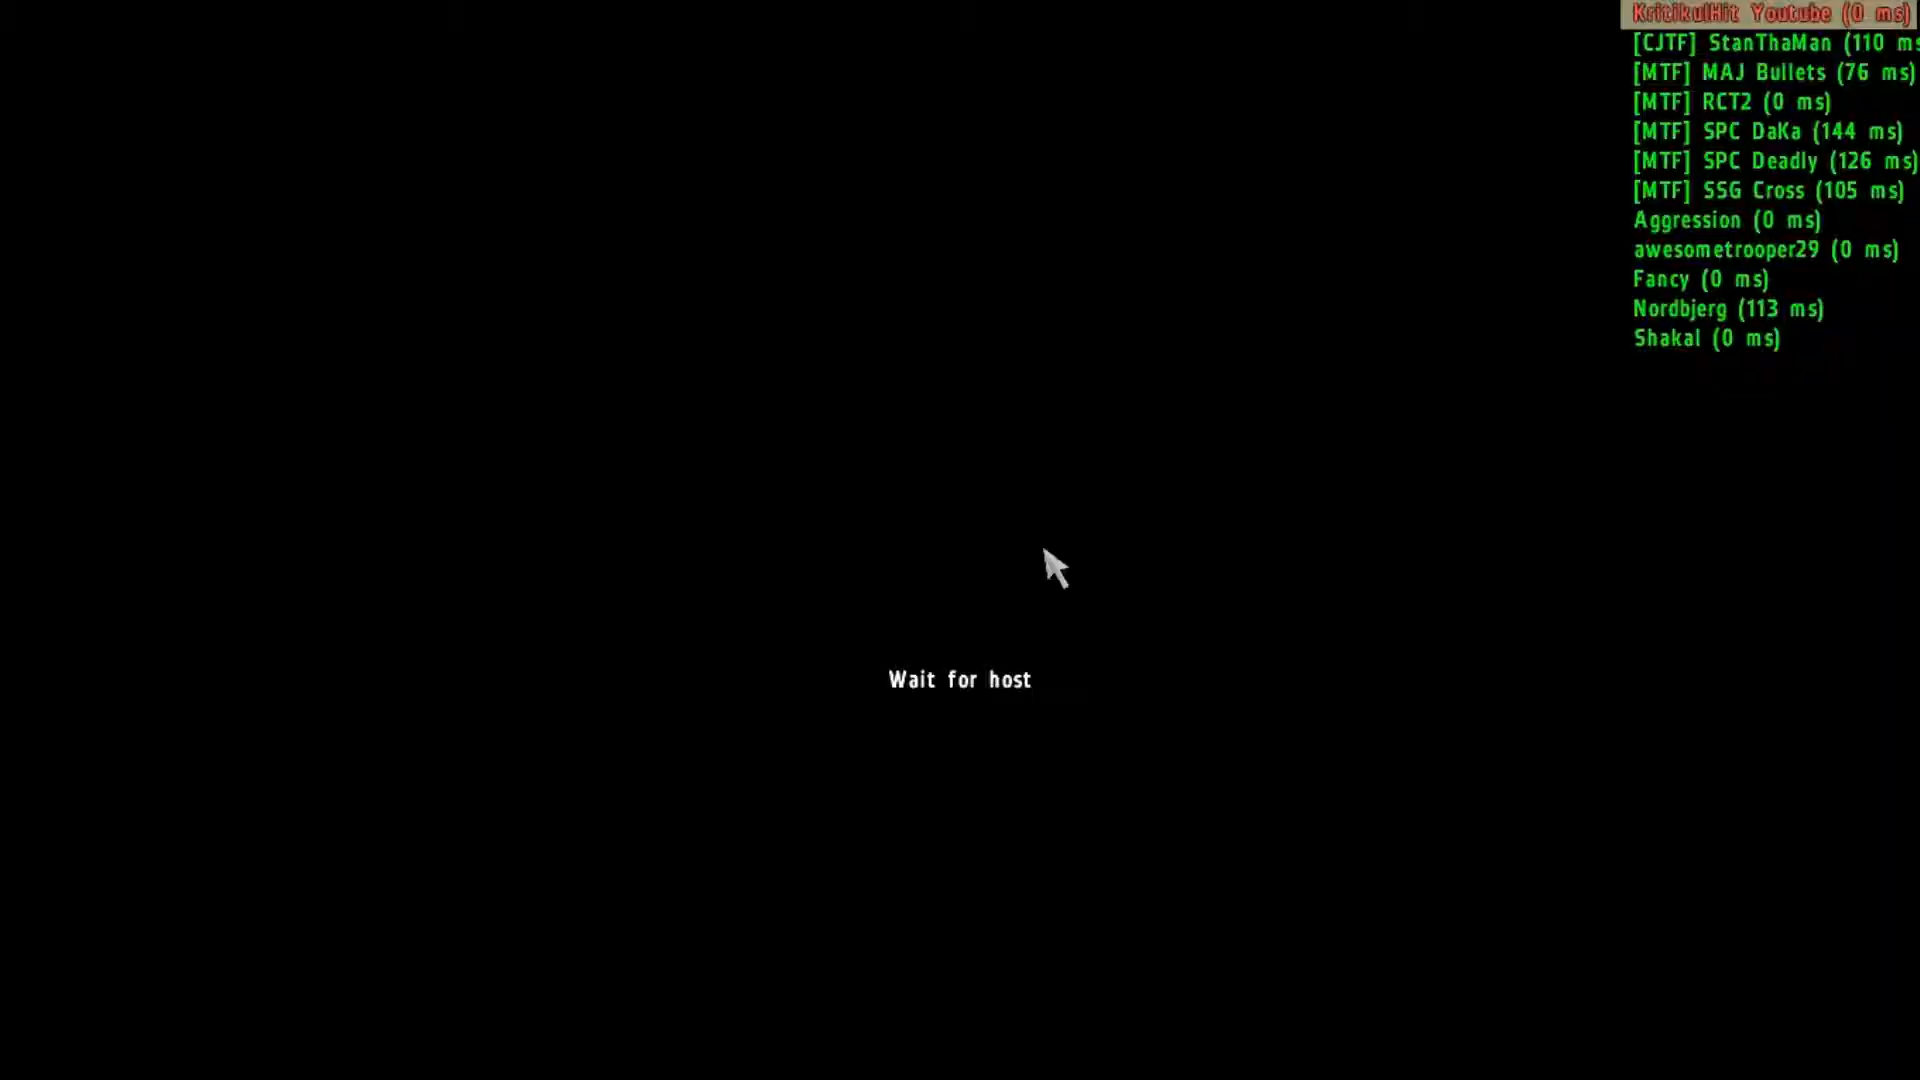 KritikulHit Youtube (0 ms)
[CJTF] StanThaMan (110 ms
[MTF] MAJ Bullets (76 ms)
[MTF] RCT2 (0 ms)
[MTF] SPC DaKa (144 ms)
[MTF] SPC Deadly (126 ms)
[MTF] SSG Cross (105 ms)
Aggression (0 ms)
awesometrooper29 (0 ms)
Fancy (0 ms)
Nordbjerg (113 ms)
Shakal (0 ms)
Wait for host